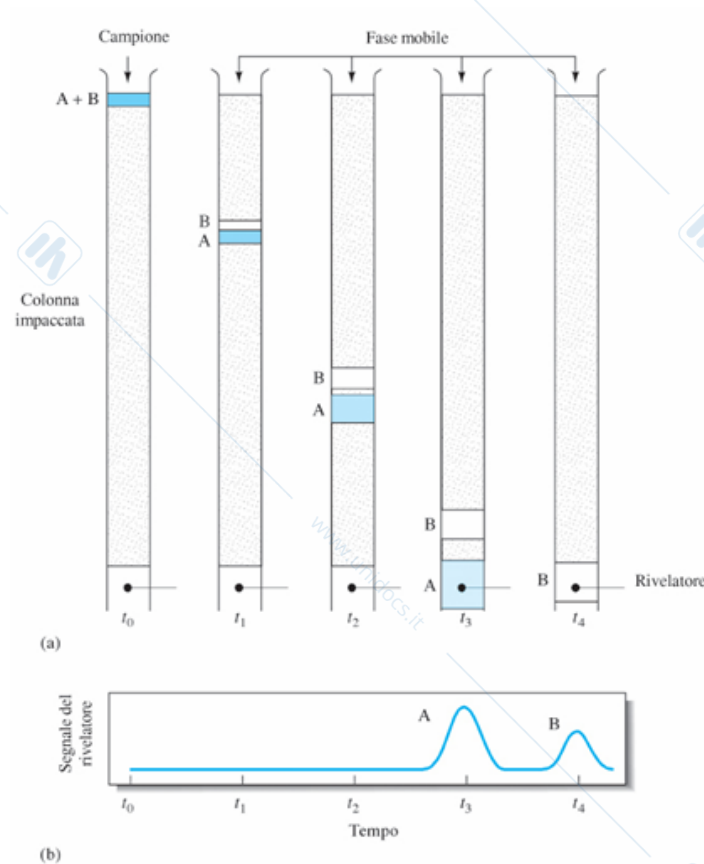 Campione
Fase mobile
A + B
B
A
Colonna
impaccata
B
A
B
A
B
Rivelatore
t0 t1 t2 t3 t4
(a)
www.unidocs.it
Segnale del
rivelatore
A
B
t0 t1 t2 t3 t4
Tempo
(b)